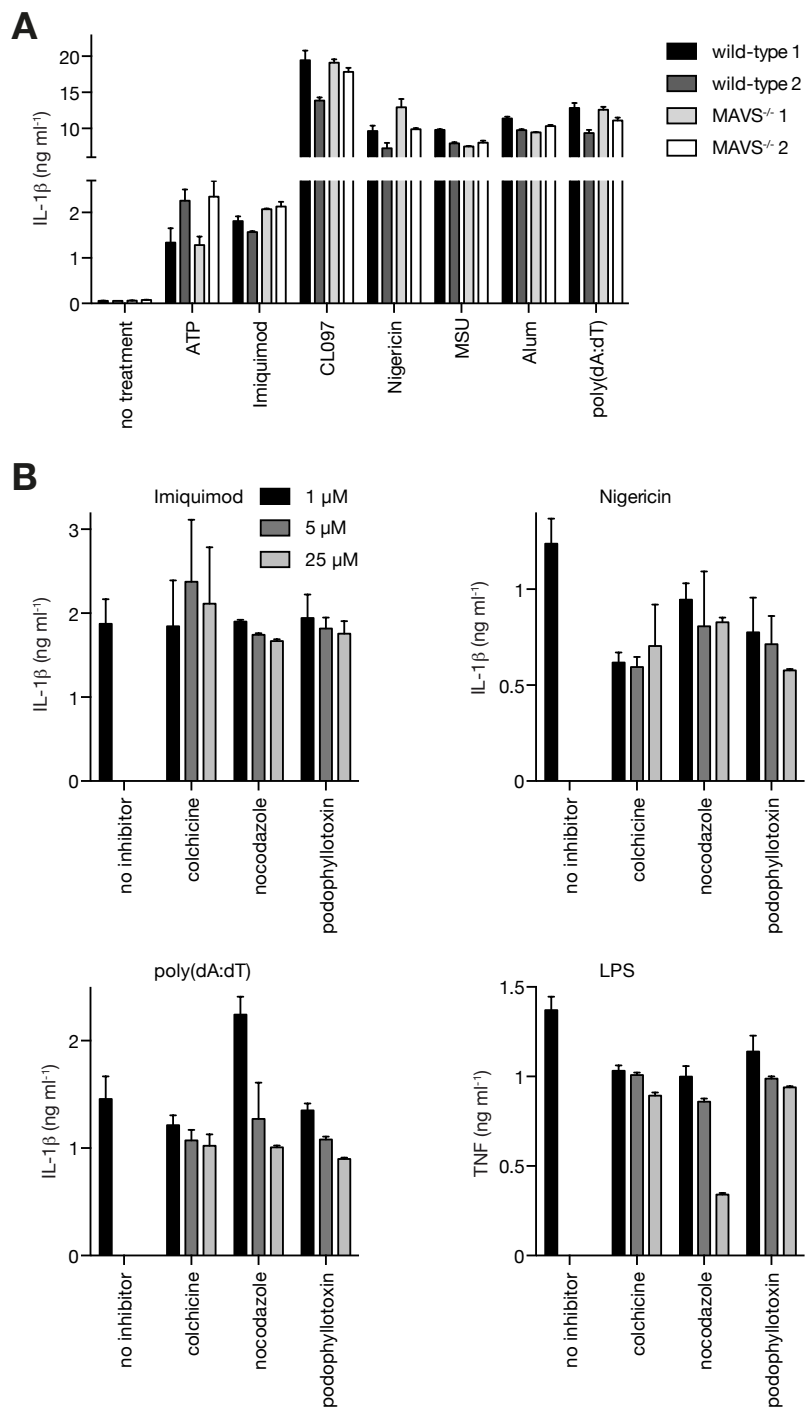 A
IL-1β (ng ml⁻¹)
20
15
10
2
1
0
no treatment
ATP
Imiquimod
CL097
Nigericin
MSU
Alum
poly(dA:dT)
wild-type 1
wild-type 2
MAVS⁻/⁻ 1
MAVS⁻/⁻ 2
B
Imiquimod
1 µM
5 µM
25 µM
IL-1β (ng ml⁻¹)
3
2
1
0
no inhibitor
colchicine
nocodazole
podophyllotoxin
Nigericin
IL-1β (ng ml⁻¹)
1
0.5
0
no inhibitor
colchicine
nocodazole
podophyllotoxin
poly(dA:dT)
IL-1β (ng ml⁻¹)
2
1
0
no inhibitor
colchicine
nocodazole
podophyllotoxin
LPS
TNF (ng ml⁻¹)
1.5
1
0.5
0
no inhibitor
colchicine
nocodazole
podophyllotoxin